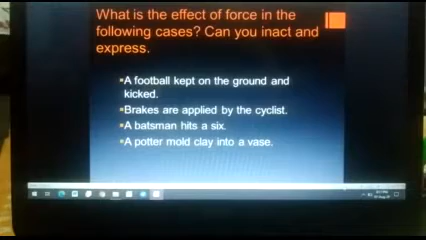 What is the effect of force in the
following cases? Can you inact and
express.
▪A football kept on the ground and
kicked.
▪Brakes are applied by the cyclist.
▪A batsman hits a six.
▪A potter mold clay into a vase.